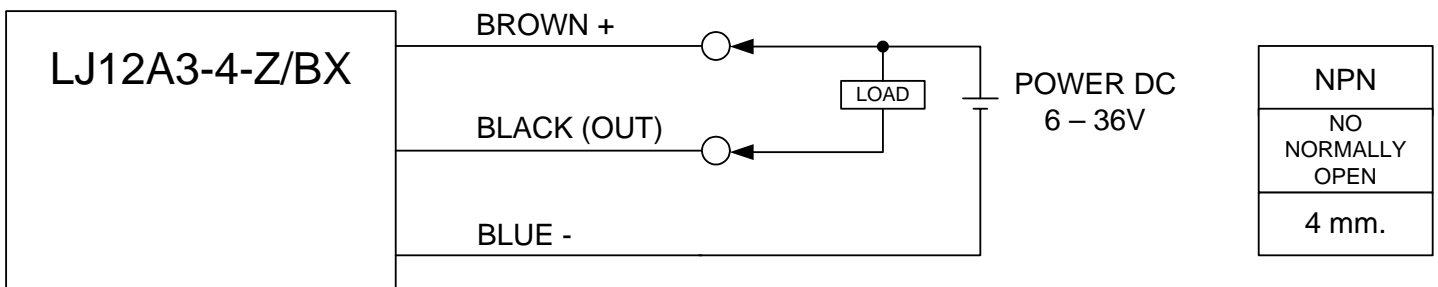 BROWN +
LJ12A3-4-Z/BX
LOAD
POWER DC
6 – 36V
BLACK (OUT)
BLUE -
NPN
NO
NORMALLY
OPEN
4 mm.